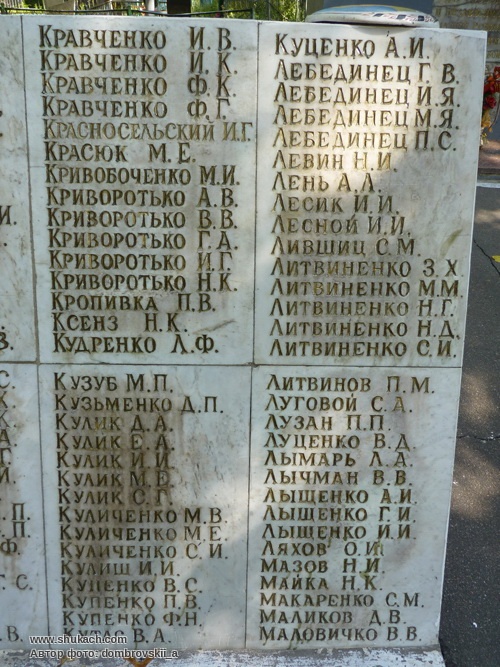 КРАВЧЕНКО И. В.
КРАВЧЕНКО И. К.
КРАВЧЕНКО Ф. К.
КРАВЧЕНКО Ф. Г.
КРАСНОСЕЛЬСКИЙ И.Г.
КРАСЮК М. Е.
КРИВОБОЧЕНКО М.И.
КРИВОРОТЬКО А. В.
КРИВОРОТЬКО В. В.
КРИВОРОТЬКО Г. А.
КРИВОРОТЬКО И. Г.
КРИВОРОТЬКО Н. К.
КРОПИВКА П. В.
КСЕНЗ Н. К.
КУДРЕНКО Л. Ф.
КУЗУБ М. П.
КУЗЬМЕНКО Д. П.
КУЛИК Д. А.
КУЛИК Е. А.
КУЛИК И. И.
КУЛИК М. Е.
КУЛИК С. Г.
КУЛИЧЕНКО М. В.
КУЛИЧЕНКО М. Е.
КУЛИЧЕНКО С. И.
КУЛИШ И. И.
КУПЕНКО В. С.
КУПЕНКО П. В.
КУПЕНКО Ф. Н.
В. А.
КУЦЕНКО А. И.
ЛЕБЕДИНЕЦ Г. В.
ЛЕБЕДИНЕЦ И. Я.
ЛЕБЕДИНЕЦ М. Я.
ЛЕБЕДИНЕЦ П. С.
ЛЕВИН Н. И.
ЛЕНЬ А. Л.
ЛЕСИК И. И.
ЛЕСНОЙ И. И.
ЛИВШИЦ С. М.
ЛИТВИНЕНКО З. Х.
ЛИТВИНЕНКО М. М.
ЛИТВИНЕНКО Н. Г.
ЛИТВИНЕНКО Н. Д.
ЛИТВИНЕНКО С. И.
ЛИТВИНОВ П. М.
ЛУГОВОЙ С. А.
ЛУЗАН П. П.
ЛУЦЕНКО В. Д.
ЛЫМАРЬ Л. А.
ЛЫЧМАН В. В.
ЛЫЩЕНКО А. И.
ЛЫЩЕНКО Г. И.
ЛЫЩЕНКО И. И.
ЛЯХОВ О. И.
МАЗОВ Н. И.
МАЙКА Н. К.
МАКАРЕНКО С. М.
МАЛИКОВ Д. В.
МАЛОВИЧКО В. В.
www.shukach.com
Автор фото: dombrovskii_a